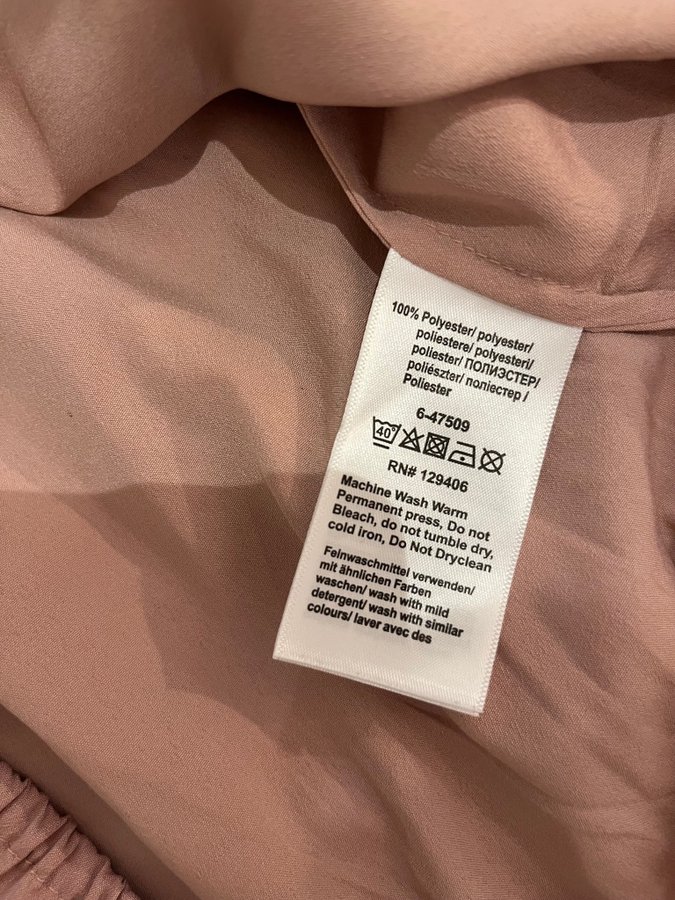 100% Polyester/ polyester/
poliestere/ polyesteri/
poliester/ ПОЛИЭСТЕР/
poliészter/ полієстер /
Poliester
6-47509
40°
RN# 129406
Machine Wash Warm
Permanent press, Do not
Bleach, do not tumble dry,
cold iron, Do Not Dryclean
Feinwaschmittel verwenden/
mit ähnlichen Farben
waschen/ wash with mild
detergent/ wash with similar
colours/ laver avec des